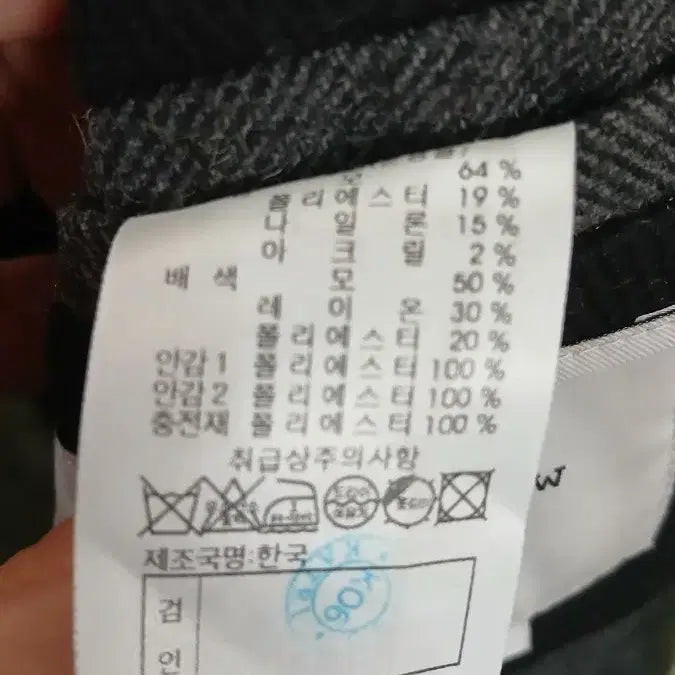 모 64 %
폴 리 에 스 터 19 %
나 일 론 15 %
아 크 릴 2 %
배 색 모 50 %
레 이 온 30 %
폴 리 에 스 터 20 %
안감 1 폴 리 에 스 터 100 %
안감 2 폴 리 에 스 터 100 %
충전재 폴 리 에 스 터 100 %
취급상주의사항
제조국명:한국
06
검
인